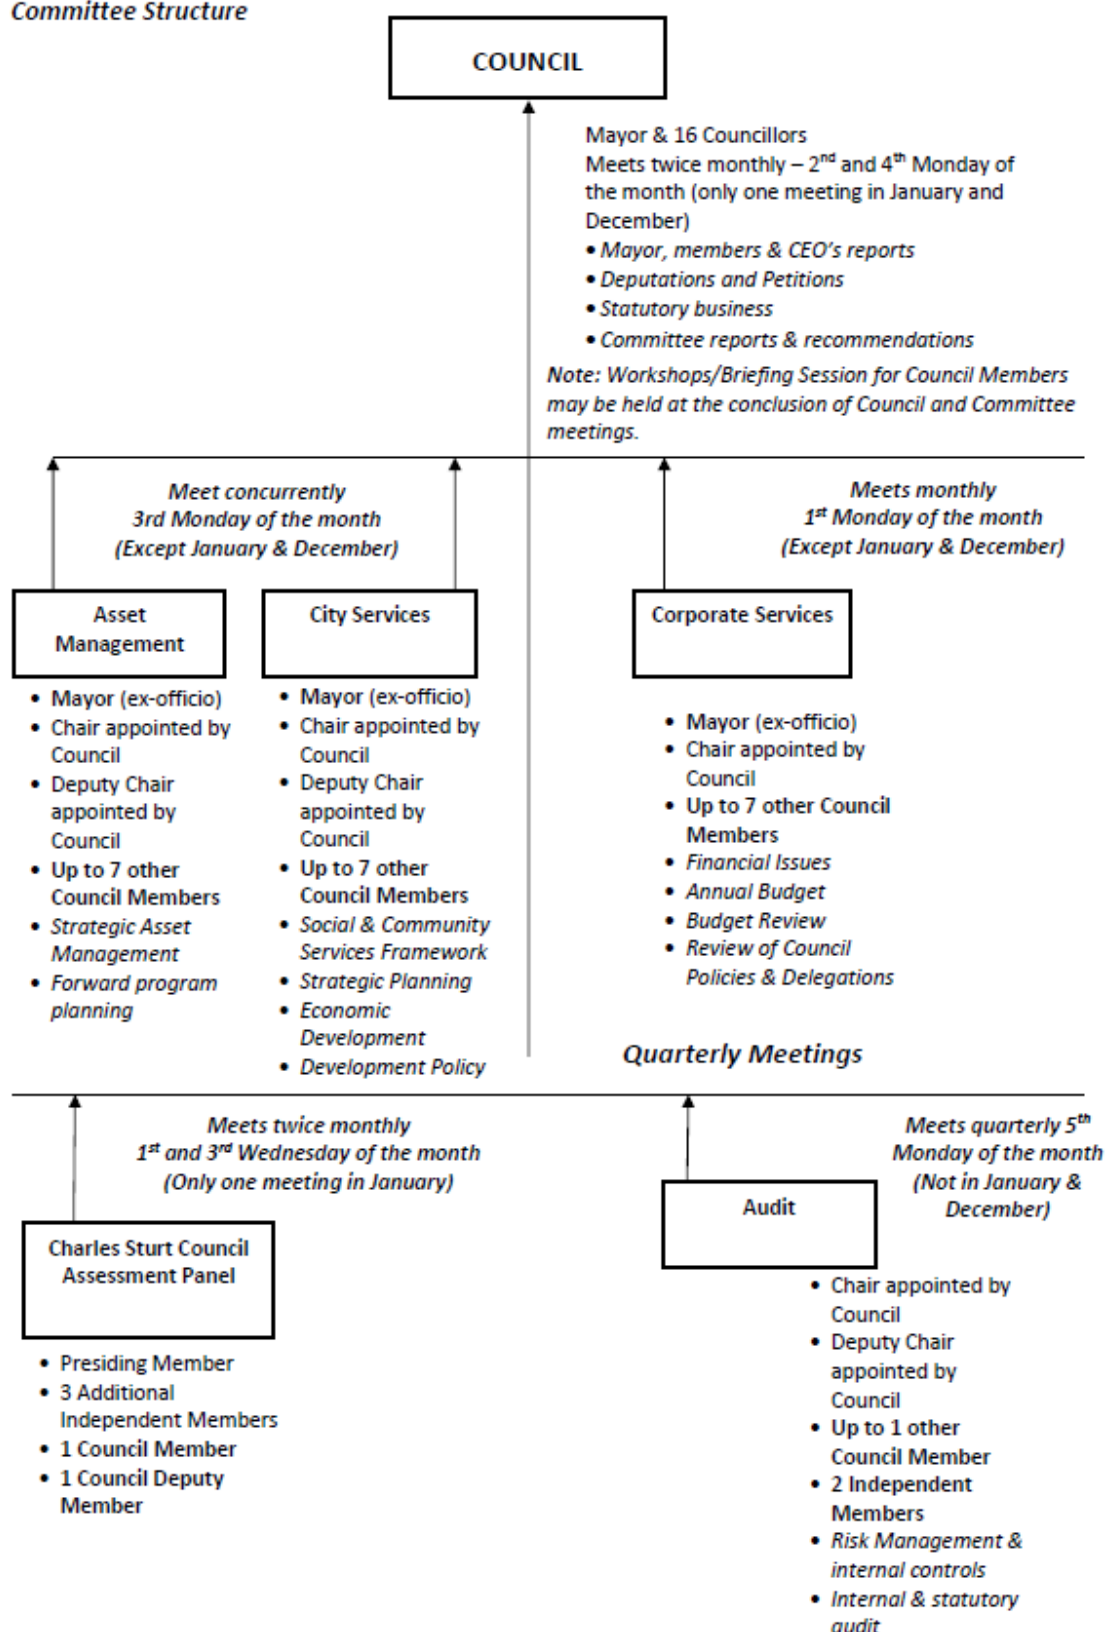 Committee Structure
COUNCIL
Mayor & 16 Councillors
Meets twice monthly – 2nd and 4th Monday of
the month (only one meeting in January and
December)
• Mayor, members & CEO's reports
• Deputations and Petitions
• Statutory business
• Committee reports & recommendations
Note: Workshops/Briefing Session for Council Members
may be held at the conclusion of Council and Committee
meetings.
Meet concurrently
3rd Monday of the month
(Except January & December)
Meets monthly
1st Monday of the month
(Except January & December)
Asset
Management
• Mayor (ex-officio)
• Chair appointed by
Council
• Deputy Chair
appointed by
Council
• Up to 7 other
Council Members
• Strategic Asset
Management
• Forward program
planning
City Services
• Mayor (ex-officio)
• Chair appointed by
Council
• Deputy Chair
appointed by
Council
• Up to 7 other
Council Members
• Social & Community
Services Framework
• Strategic Planning
• Economic
Development
• Development Policy
Corporate Services
• Mayor (ex-officio)
• Chair appointed by
Council
• Up to 7 other Council
Members
• Financial Issues
• Annual Budget
• Budget Review
• Review of Council
Policies & Delegations
Quarterly Meetings
Meets twice monthly
1st and 3rd Wednesday of the month
(Only one meeting in January)
Charles Sturt Council
Assessment Panel
• Presiding Member
• 3 Additional
Independent Members
• 1 Council Member
• 1 Council Deputy
Member
Meets quarterly 5th
Monday of the month
(Not in January &
December)
Audit
• Chair appointed by
Council
• Deputy Chair
appointed by
Council
• Up to 1 other
Council Member
• 2 Independent
Members
• Risk Management &
internal controls
• Internal & statutory
audit